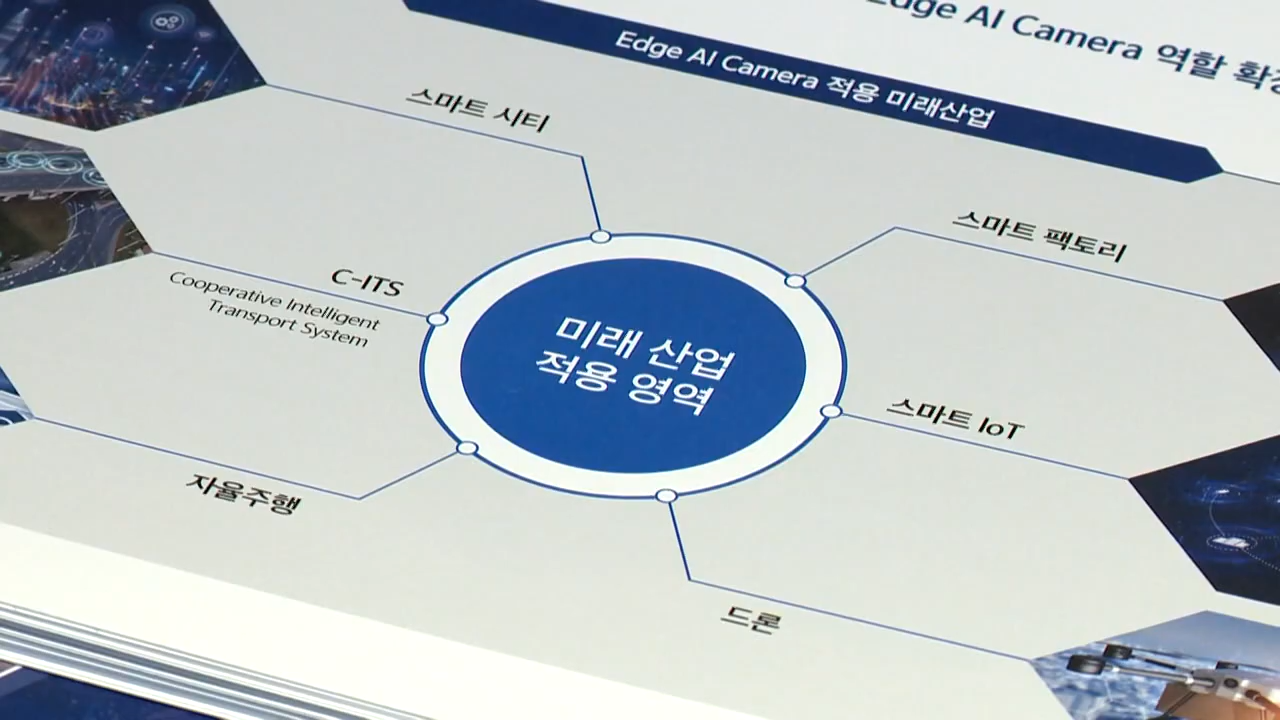 Edge AI Camera 역할 확장
Edge AI Camera 적용 미래산업
스마트 시티
스마트 팩토리
C-ITS
Cooperative Intelligent
Transport System
미래 산업
적용 영역
스마트 IoT
자율주행
드론